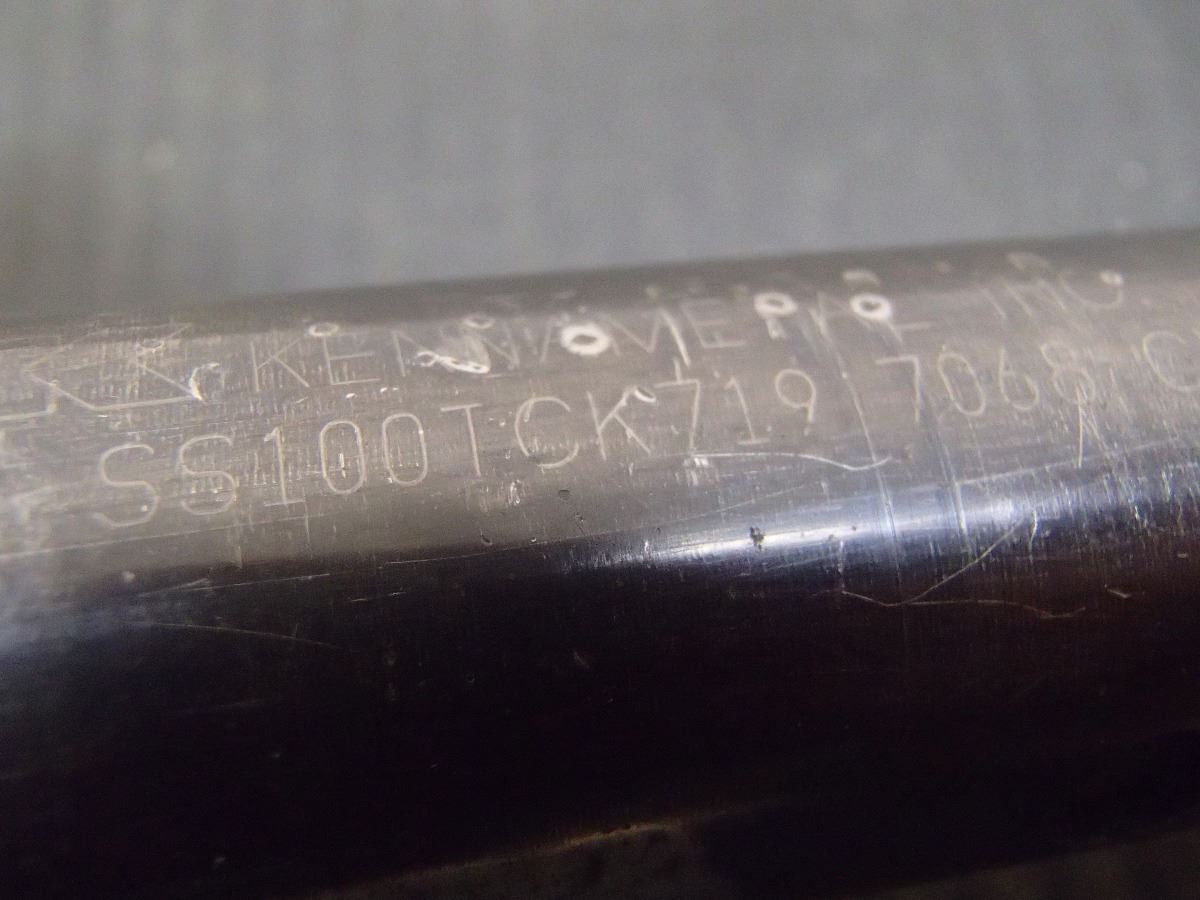 KENNAMETAL INC
SS100TCK719 7068 C